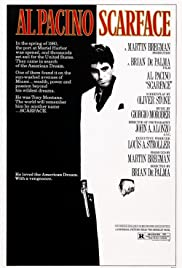 AL PACINO SCARFACE
In the spring of 1980,
the port at Mariel Harbor
was opened, and thousands
set sail for the United States.
They came in search
of the American Dream.
One of them found it on the
sun-washed avenues of
Miami...wealth, power and
passion beyond
his wildest dreams.
He was Tony Montana.
The world will remember
him by another name
...SCARFACE.
He loved the American Dream.
With a vengeance.
A MARTIN BREGMAN
PRODUCTION
A BRIAN DE PALMA
FILM
AL PACINO
"SCARFACE"
SCREENPLAY BY
OLIVER STONE
MUSIC BY
GIORGIO MORODER
DIRECTOR OF PHOTOGRAPHY
JOHN A. ALONZO
EXECUTIVE PRODUCER
LOUIS A. STROLLER
PRODUCED BY
MARTIN BREGMAN
DIRECTED BY
BRIAN DE PALMA
R